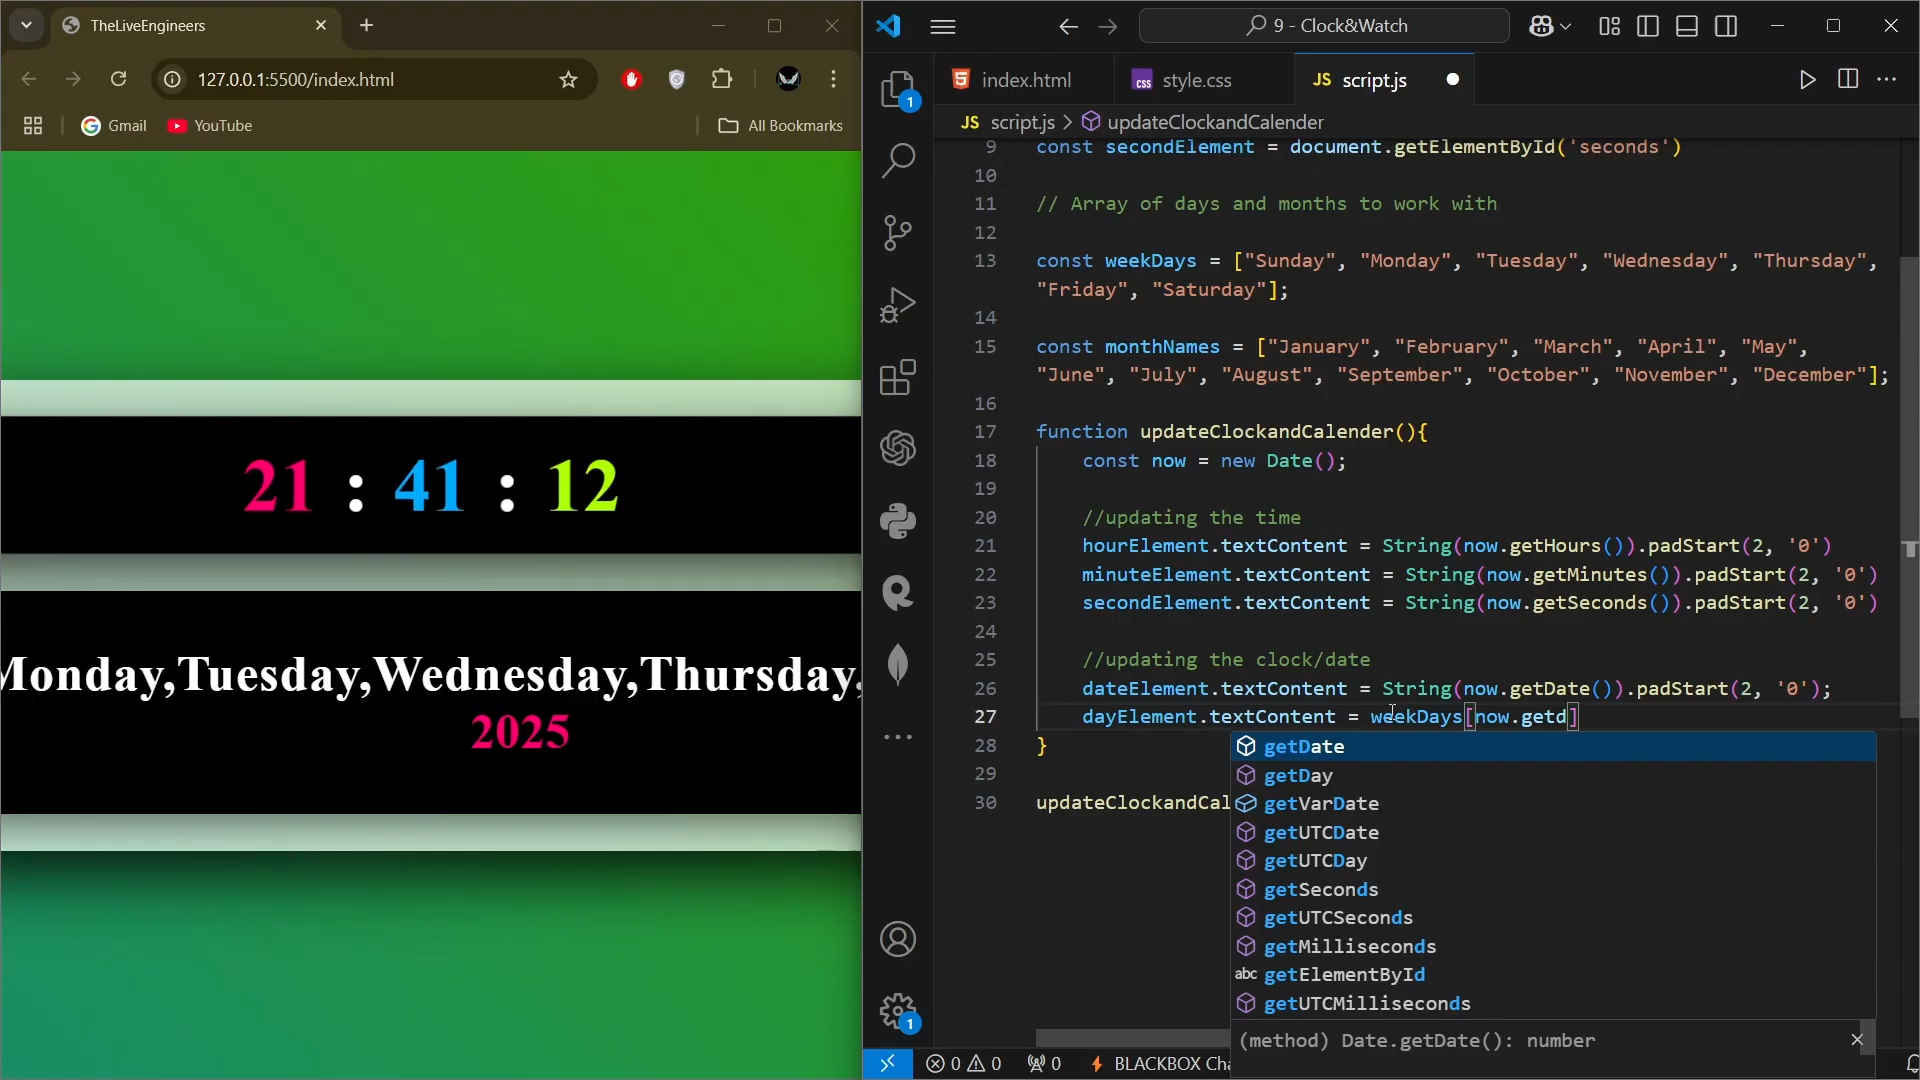 TheLiveEngineers
127.0.0.1:5500/index.html
Gmail YouTube All Bookmarks
21 : 41 : 12
Monday,Tuesday,Wednesday,Thursday,
2025
9 - Clock&Watch
index.html style.css JS script.js
JS script.js > updateClockandCalender
1
9 const secondElement = document.getElementById('seconds')
10
11 // Array of days and months to work with
12
13 const weekDays = ["Sunday", "Monday", "Tuesday", "Wednesday", "Thursday",
"Friday", "Saturday"];
14
15 const monthNames = ["January", "February", "March", "April", "May",
"June", "July", "August", "September", "October", "November", "December"];
16
17 function updateClockandCalender(){
18 const now = new Date();
19
20 //updating the time
21 hourElement.textContent = String(now.getHours()).padStart(2, '0')
22 minuteElement.textContent = String(now.getMinutes()).padStart(2, '0')
23 secondElement.textContent = String(now.getSeconds()).padStart(2, '0')
24
25 //updating the clock/date
26 dateElement.textContent = String(now.getDate()).padStart(2, '0');
27 dayElement.textContent = weekDays[now.getd]
28 }
29
30 updateClockandCal
getDate
getDay
getVarDate
getUTCDate
getUTCDay
getSeconds
getUTCSeconds
getMilliseconds
abc getElementById
getUTCMilliseconds
(method) Date.getDate(): number
1
0 0 0 BLACKBOX Cha